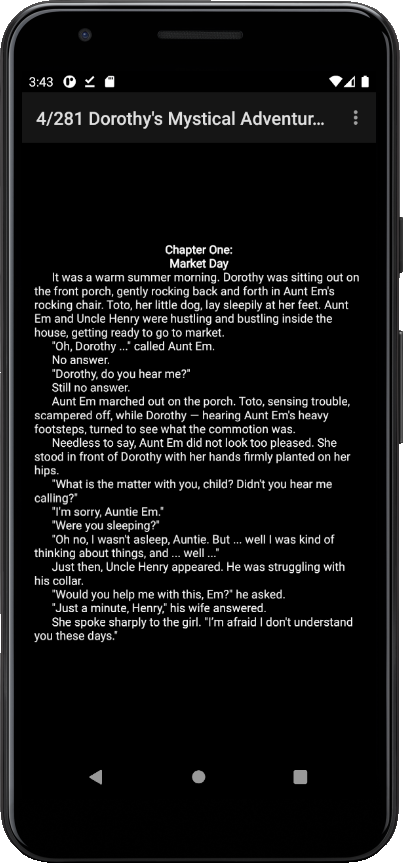 3:43
4/281 Dorothy's Mystical Adventur...
Chapter One:
Market Day
It was a warm summer morning. Dorothy was sitting out on
the front porch, gently rocking back and forth in Aunt Em's
rocking chair. Toto, her little dog, lay sleepily at her feet. Aunt
Em and Uncle Henry were hustling and bustling inside the
house, getting ready to go to market.
"Oh, Dorothy ..." called Aunt Em.
No answer.
"Dorothy, do you hear me?"
Still no answer.
Aunt Em marched out on the porch. Toto, sensing trouble,
scampered off, while Dorothy — hearing Aunt Em's heavy
footsteps, turned to see what the commotion was.
Needless to say, Aunt Em did not look too pleased. She
stood in front of Dorothy with her hands firmly planted on her
hips.
"What is the matter with you, child? Didn't you hear me
calling?"
"I'm sorry, Auntie Em."
"Were you sleeping?"
"Oh no, I wasn't asleep, Auntie. But ... well I was kind of
thinking about things, and ... well ..."
Just then, Uncle Henry appeared. He was struggling with
his collar.
"Would you help me with this, Em?" he asked.
"Just a minute, Henry," his wife answered.
She spoke sharply to the girl. "I'm afraid I don't understand
you these days."